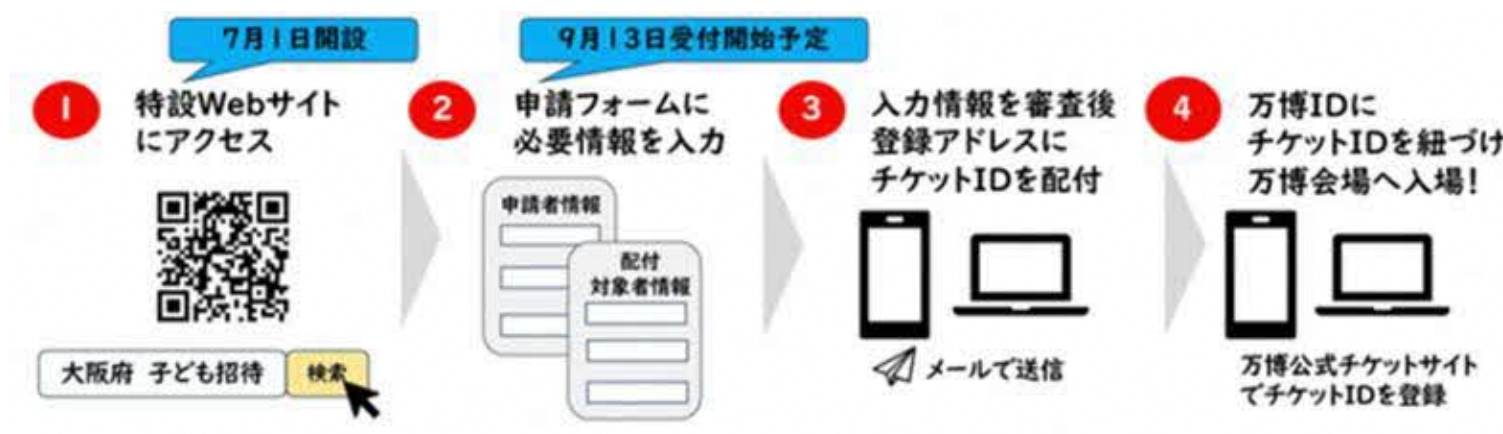 7月1日開設
1
特設Webサイト
にアクセス
大阪府 子ども招待
検索
9月13日受付開始予定
2
申請フォームに
必要情報を入力
申請者情報
配付
対象者情報
3
入力情報を審査後
登録アドレスに
チケットIDを配付
メールで送信
4
万博IDに
チケットIDを紐づけ
万博会場へ入場!
万博公式チケットサイト
でチケットIDを登録